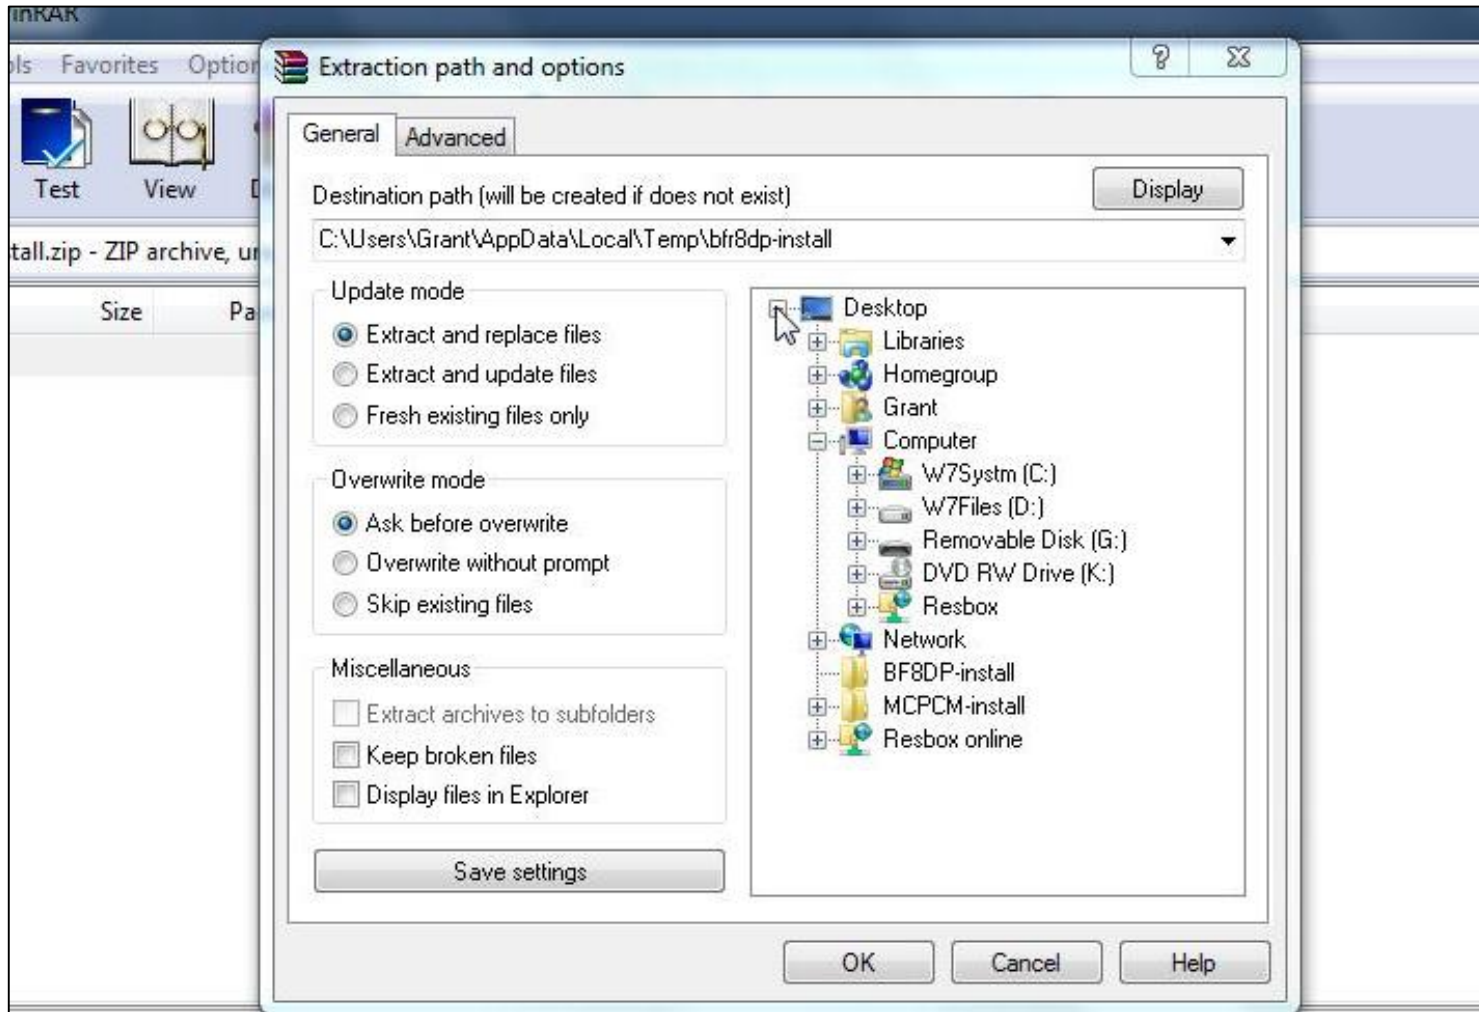 inRAR
ols Favorites Option
Extraction path and options
Test View D
tall.zip - ZIP archive, un
Size Pa
General Advanced
Destination path (will be created if does not exist)
Display
C:\Users\Grant\AppData\Local\Temp\bfr8dp-install
Update mode
Extract and replace files
Extract and update files
Fresh existing files only
Overwrite mode
Ask before overwrite
Overwrite without prompt
Skip existing files
Miscellaneous
Extract archives to subfolders
Keep broken files
Display files in Explorer
Save settings
Desktop
Libraries
Homegroup
Grant
Computer
W7Systm (C:)
W7Files (D:)
Removable Disk (G:)
DVD RW Drive (K:)
Resbox
Network
BF8DP-install
MCPCM-install
Resbox online
OK Cancel Help